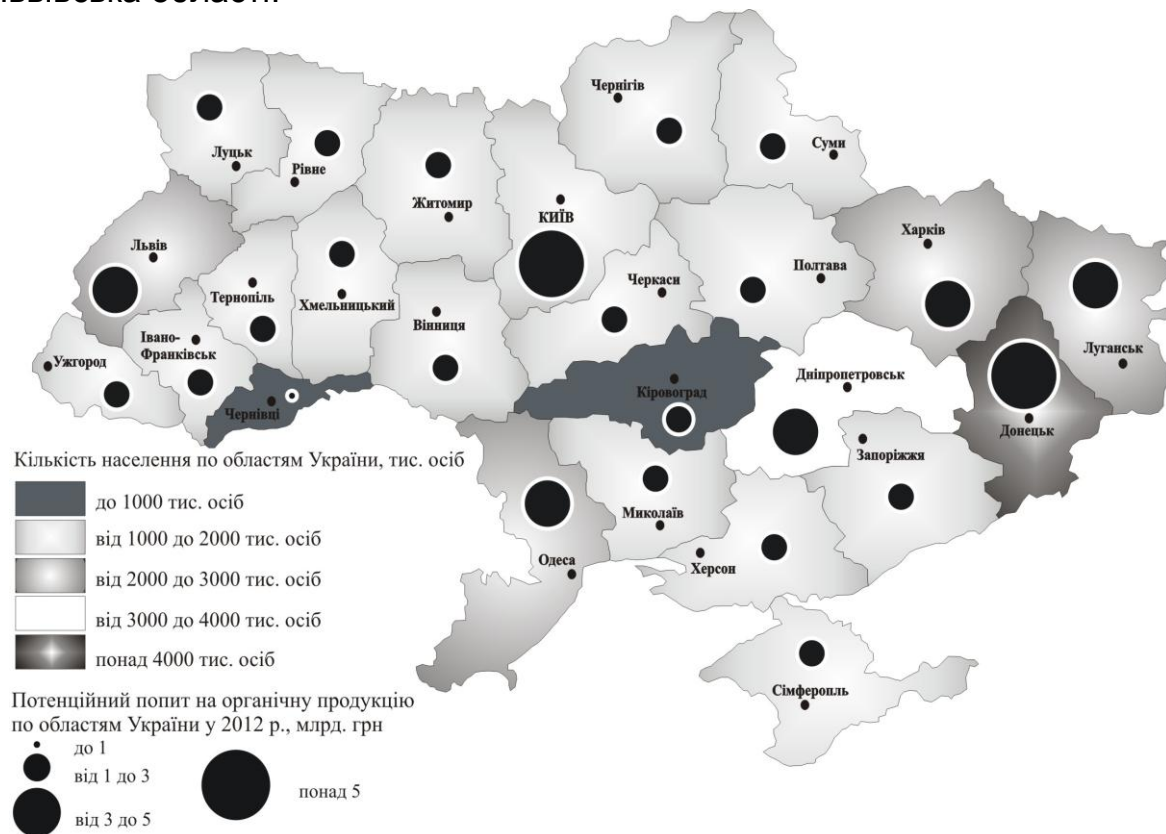 Чернігів
Суми
Луцьк
Рівне
Житомир
КИЇВ
Харків
Львів
Полтава
Черкаси
Тернопіль
Хмельницький
Вінниця
Івано-
Франківськ
Ужгород
Луганськ
Дніпропетровськ
Кіровоград
Чернівці
Донецьк
Запоріжжя
Миколаїв
Одеса
Херсон
Сімферопль
Кількість населення по областям України, тис. осіб
до 1000 тис. осіб
від 1000 до 2000 тис. осіб
від 2000 до 3000 тис. осіб
від 3000 до 4000 тис. осіб
понад 4000 тис. осіб
Потенційний попит на органічну продукцію
по областям України у 2012 р., млрд. грн
до 1
від 1 до 3
понад 5
від 3 до 5